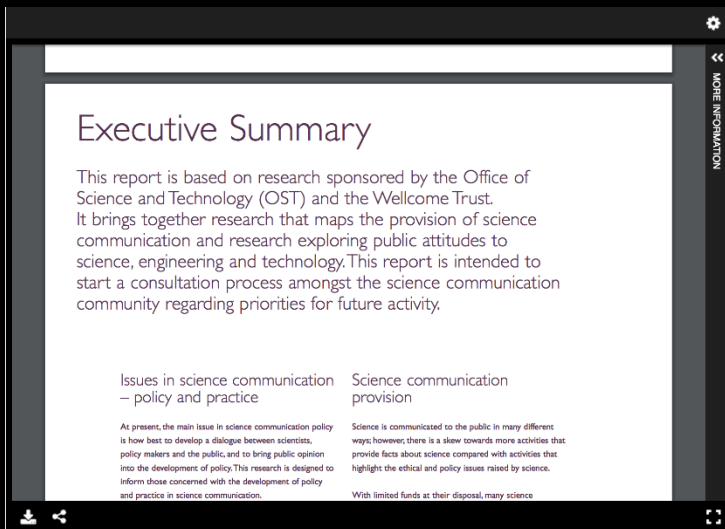 Executive Summary
This report is based on research sponsored by the Office of
Science and Technology (OST) and the Wellcome Trust.
It brings together research that maps the provision of science
communication and research exploring public attitudes to
science, engineering and technology. This report is intended to
start a consultation process amongst the science communication
community regarding priorities for future activity.
Issues in science communication
– policy and practice
At present, the main issue in science communication policy
is how best to develop a dialogue between scientists,
policy makers and the public, and to bring public opinion
into the development of policy. This research is designed to
inform those concerned with the development of policy
and practice in science communication.
Science communication
provision
Science is communicated to the public in many different
ways; however, there is a skew towards more activities that
provide facts about science compared with activities that
highlight the ethical and policy issues raised by science.
With limited funds at their disposal, many science
MORE INFORMATION